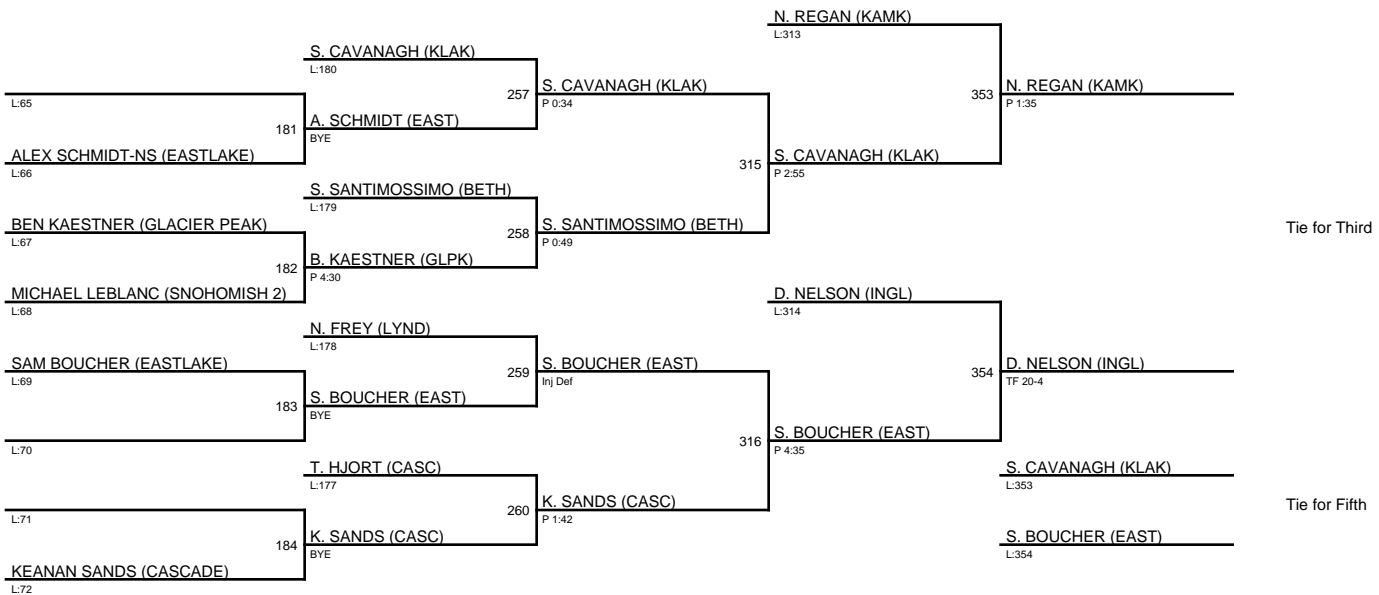 N. REGAN (KAMK)
L:313
S. CAVANAGH (KLAK)
L:180
257
S. CAVANAGH (KLAK)
P 0:34
353
N. REGAN (KAMK)
P 1:35
L:65
181
A. SCHMIDT (EAST)
BYE
ALEX SCHMIDT-NS (EASTLAKE)
L:66
315
S. CAVANAGH (KLAK)
P 2:55
S. SANTIMOSSIMO (BETH)
L:179
BEN KAESTNER (GLACIER PEAK)
L:67
258
S. SANTIMOSSIMO (BETH)
P 0:49
Tie for Third
182
B. KAESTNER (GLPK)
P 4:30
MICHAEL LEBLANC (SNOHOMISH 2)
L:68
D. NELSON (INGL)
L:314
N. FREY (LYND)
L:178
SAM BOUCHER (EASTLAKE)
L:69
259
S. BOUCHER (EAST)
Inj Def
354
D. NELSON (INGL)
TF 20-4
183
S. BOUCHER (EAST)
BYE
L:70
316
S. BOUCHER (EAST)
P 4:35
T. HJORT (CASC)
L:177
S. CAVANAGH (KLAK)
L:353
L:71
260
K. SANDS (CASC)
P 1:42
Tie for Fifth
184
K. SANDS (CASC)
BYE
S. BOUCHER (EAST)
L:354
KEANAN SANDS (CASCADE)
L:72